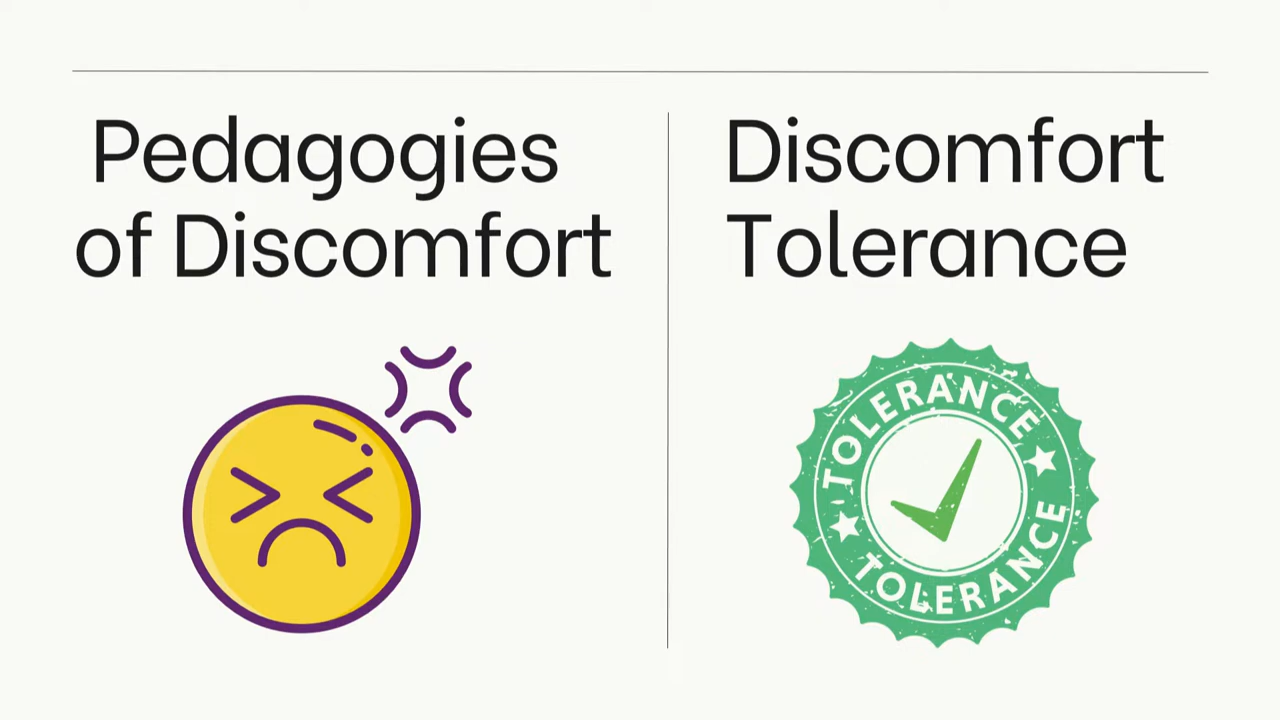 Pedagogies
of Discomfort
Discomfort
Tolerance
TOLERANCE
TOLERANCE